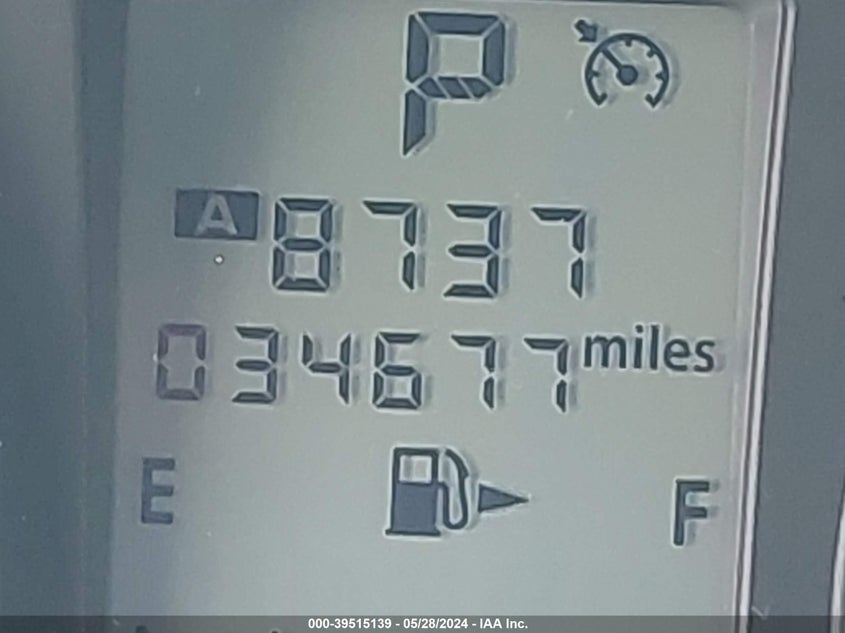 P
A 8737
034677 miles
E F
000-39515139 - 05/28/2024 - IAA Inc.